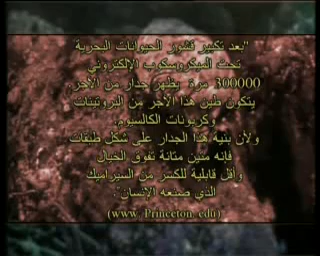 "بعد تكبير قشور الحيوانات البحرية
تحت الميكروسكوب الإلكتروني
300000 مرة يظهر جدار من الآجر.
يتكون طين هذا الآجر من البروتينات
وكربونات الكالسيوم.
ولأن بنية هذا الجدار على شكل طبقات
فإنه متين متانة تفوق الخيال
وأقل قابلية للكسر من السيراميك
الذي صنعه الإنسان".
(www. Princeton. edu)